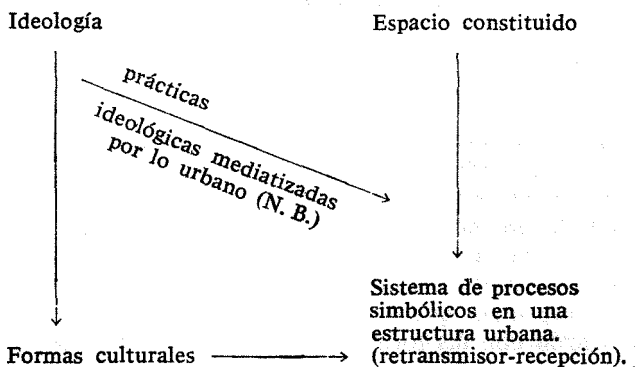 Ideología
Espacio constituido
prácticas
ideológicas mediatizadas
por lo urbano (N. B.)
Sistema de procesos
simbólicos en una
estructura urbana.
Formas culturales
(retransmisor-recepción).